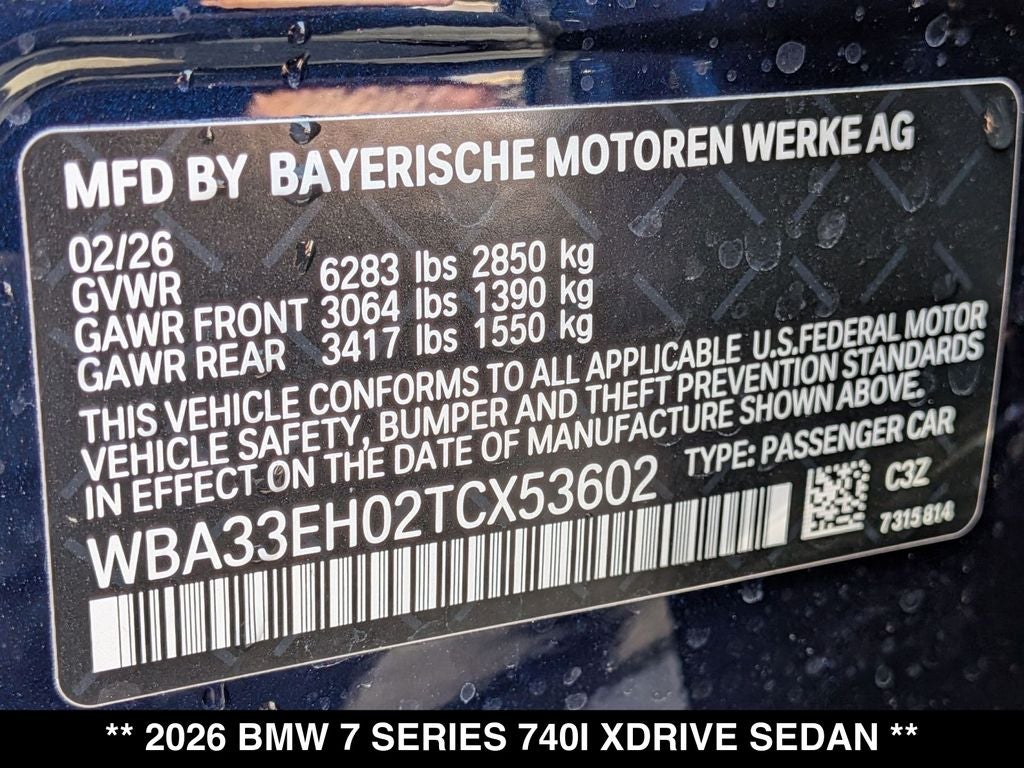 MFD BY BAYERISCHE MOTOREN WERKE AG
02/26
GVWR 6283 lbs 2850 kg
GAWR FRONT 3064 lbs 1390 kg
GAWR REAR 3417 lbs 1550 kg
THIS VEHICLE CONFORMS TO ALL APPLICABLE U.S.FEDERAL MOTOR
VEHICLE SAFETY, BUMPER AND THEFT PREVENTION STANDARDS
IN EFFECT ON THE DATE OF MANUFACTURE SHOWN ABOVE.
WBA33EH02TCX53602 TYPE: PASSENGER CAR
C3Z
7315814
** 2026 BMW 7 SERIES 740I XDRIVE SEDAN **